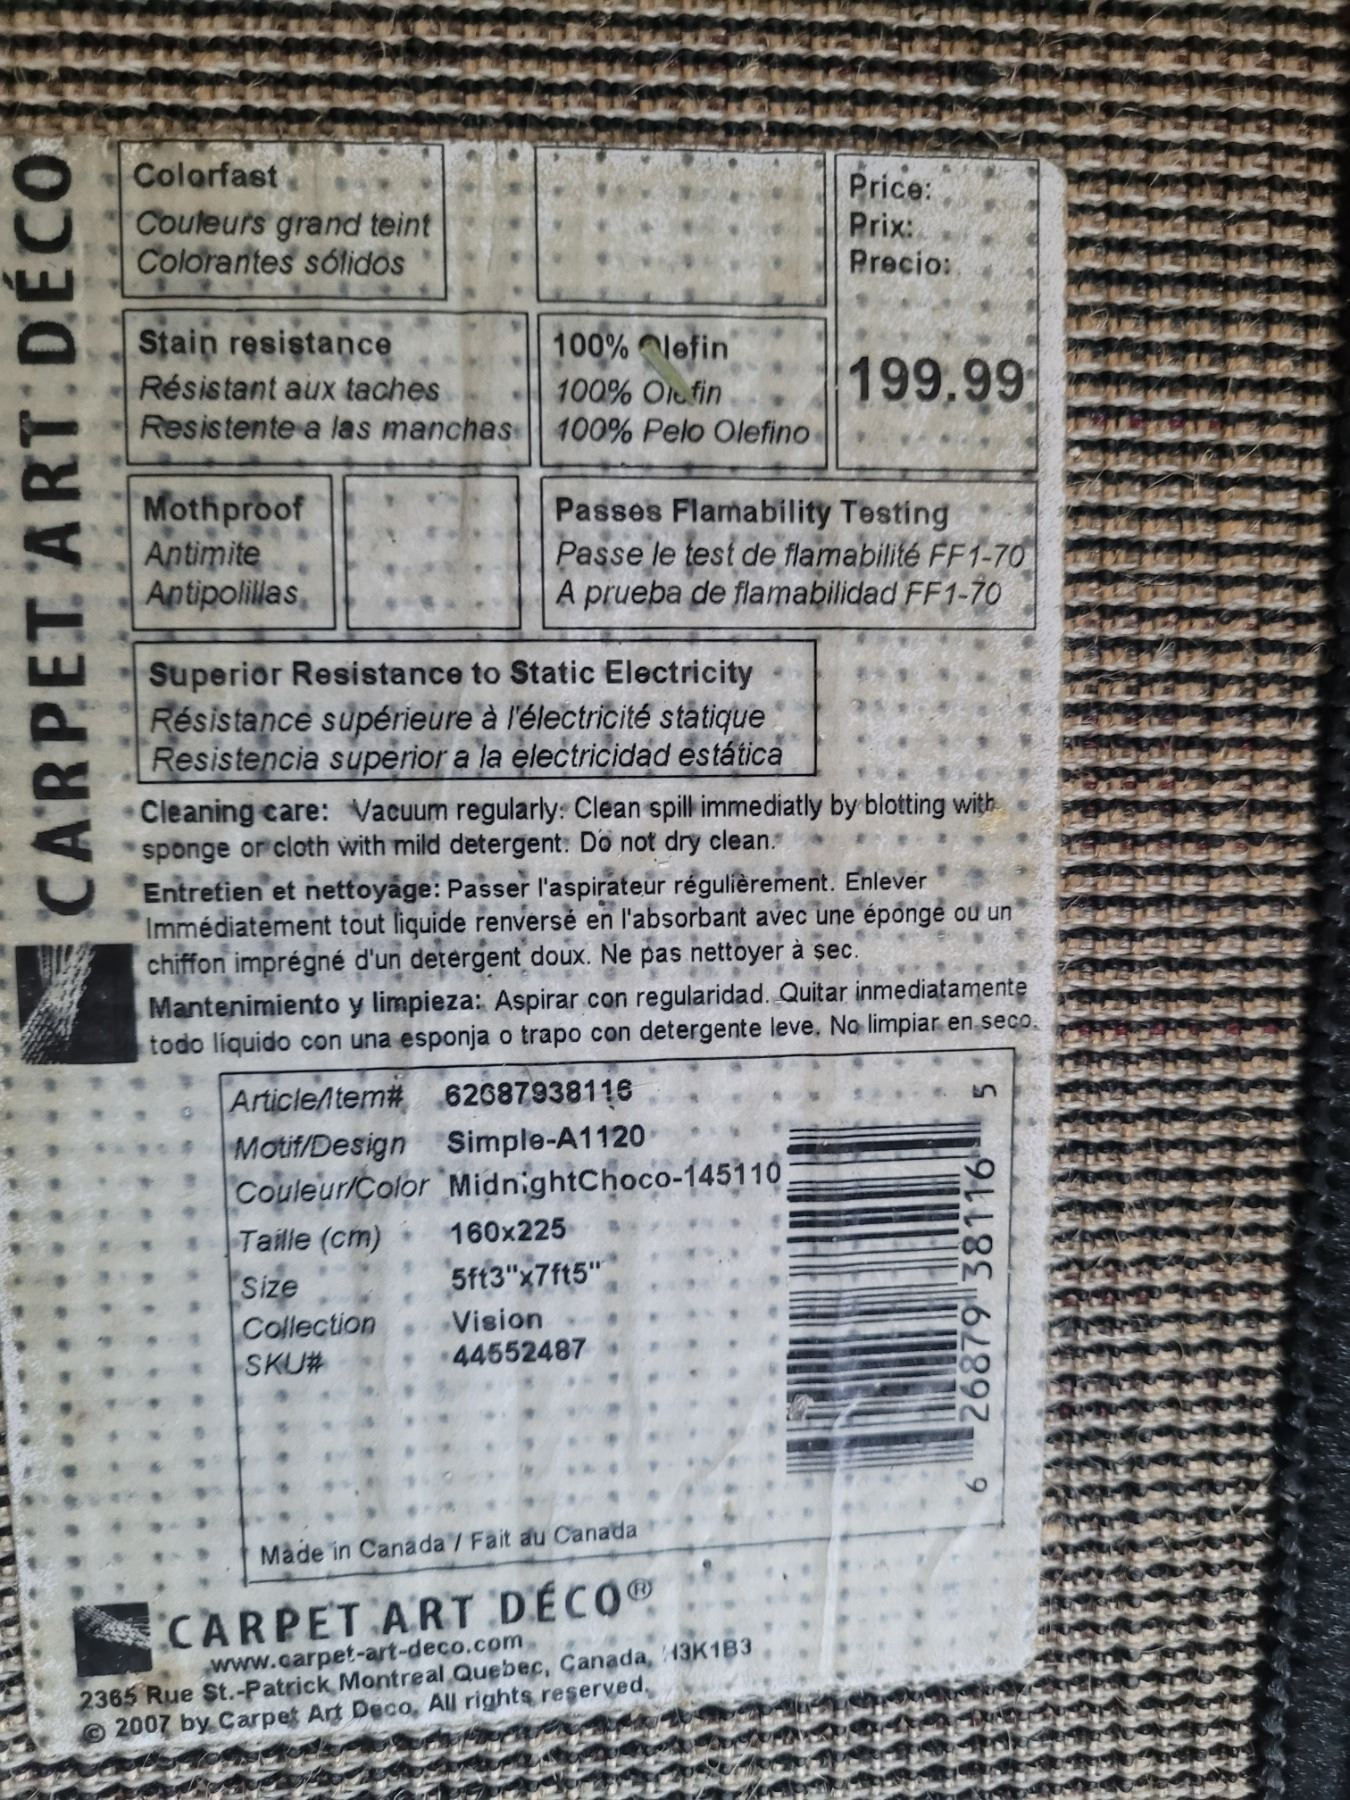 CARPET ART DÉCO
Colorfast
Couleurs grand teint
Colorantes sólidos
Price:
Prix:
Precio:
199.99
Stain resistance
Résistant aux taches
Resistente a las manchas
100% Olefin
100% Olefin
100% Pelo Olefino
Mothproof
Antimite
Antipolillas
Passes Flamability Testing
Passe le test de flamabilité FF1-70
A prueba de flamabilidad FF1-70
Superior Resistance to Static Electricity
Résistance supérieure à l'électricité statique
Resistencia superior a la electricidad estática
Cleaning care: Vacuum regularly. Clean spill immediatly by blotting with
sponge or cloth with mild detergent. Do not dry clean.
Entretien et nettoyage: Passer l'aspirateur régulièrement. Enlever
Immédiatement tout liquide renversé en l'absorbant avec une éponge ou un
chiffon imprégné d'un detergent doux. Ne pas nettoyer à sec.
Mantenimiento y limpieza: Aspirar con regularidad. Quitar inmediatamente
todo líquido con una esponja o trapo con detergente leve. No limpiar en seco.
Article/Item# 62687938116
Motif/Design Simple-A1120
Couleur/Color MidnightChoco-145110
Taille (cm) 160x225
Size 5ft3"x7ft5"
Collection Vision
SKU# 44552487
6 26879 38116 5
Made in Canada / Fait au Canada
CARPET ART DÉCO®
www.carpet-art-deco.com
2365 Rue St.-Patrick Montreal Quebec, Canada, H3K1B3
© 2007 by Carpet Art Deco, All rights reserved.